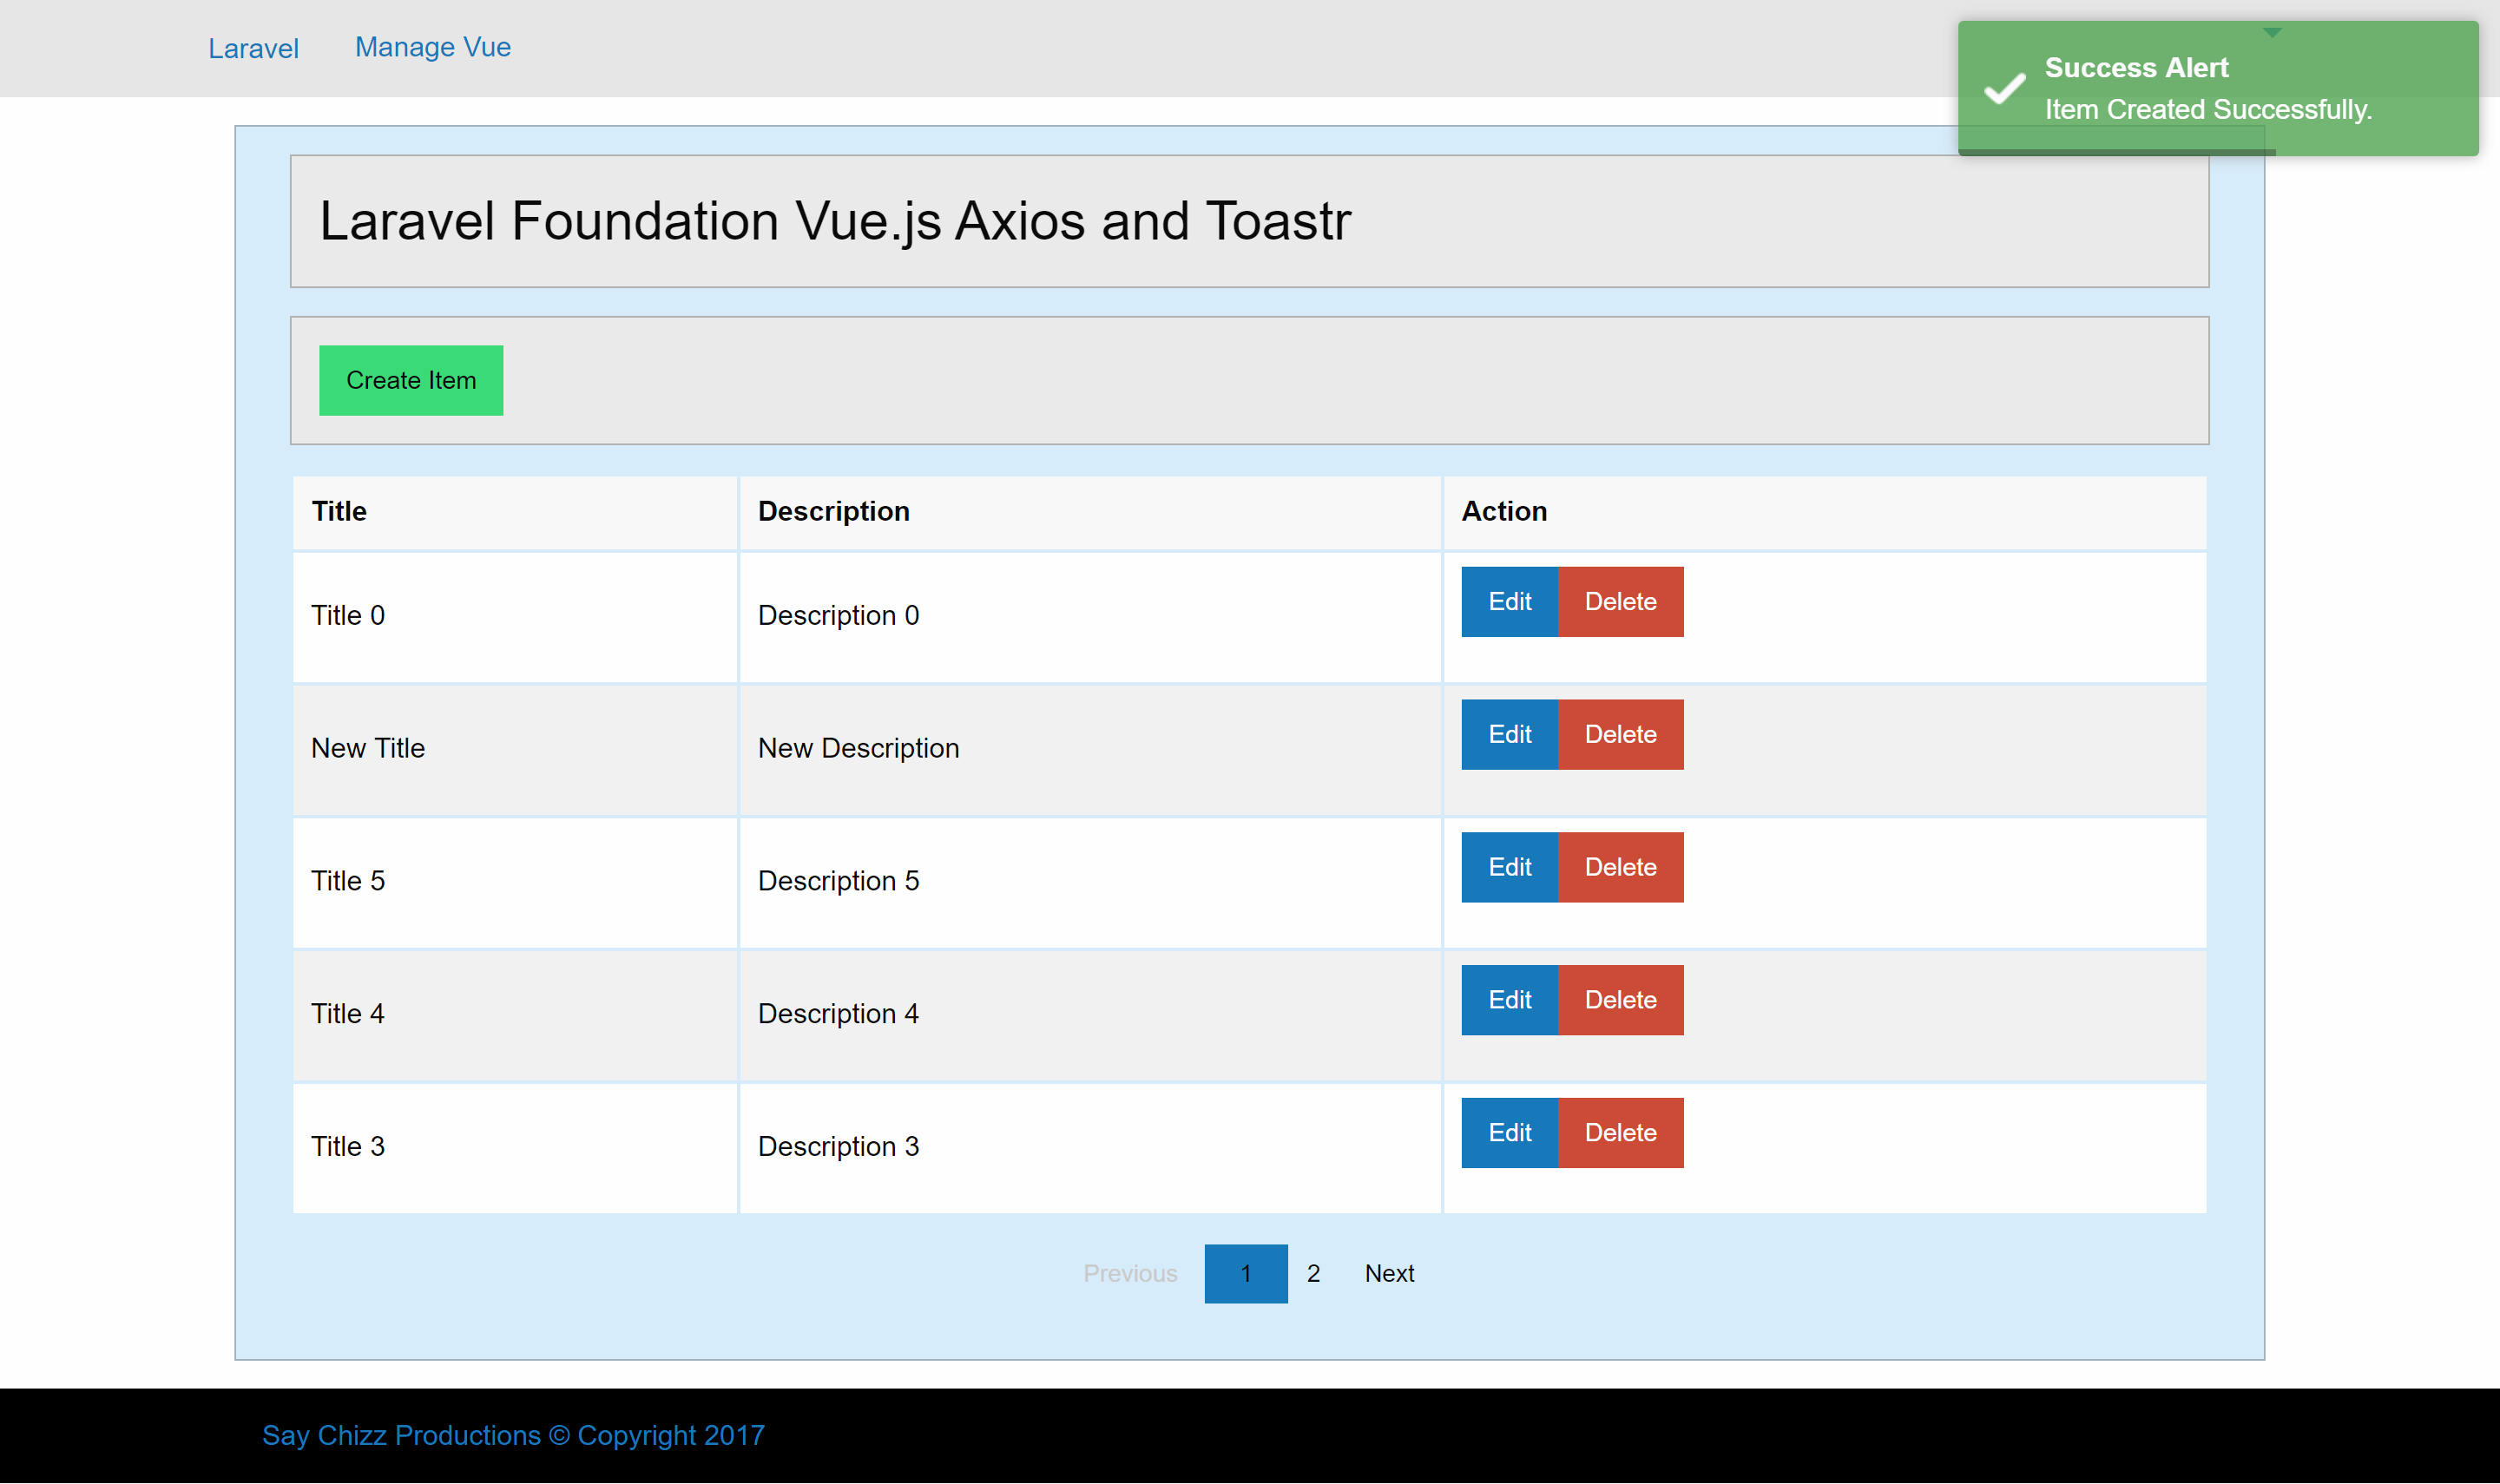 Laravel Manage Vue
Success Alert
Item Created Successfully.
Laravel Foundation Vue.js Axios and Toastr
Create Item
Title Description Action
Title 0 Description 0 Edit Delete
New Title New Description Edit Delete
Title 5 Description 5 Edit Delete
Title 4 Description 4 Edit Delete
Title 3 Description 3 Edit Delete
Previous 1 2 Next
Say Chizz Productions © Copyright 2017